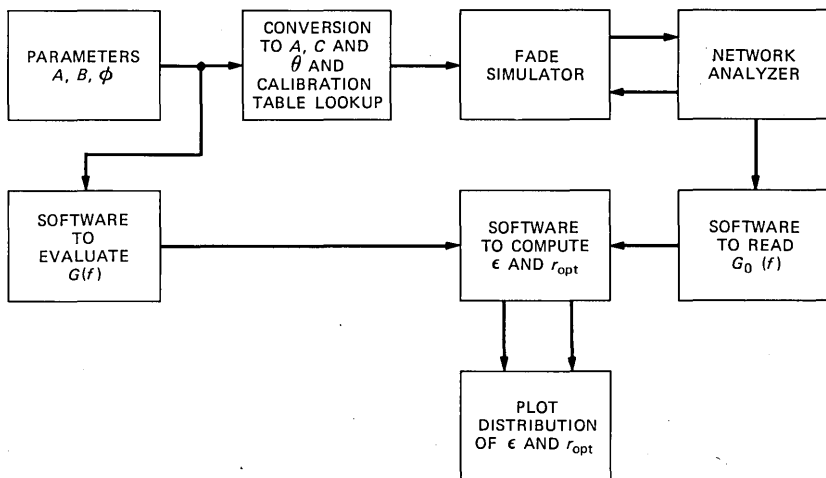 PARAMETERS
A, B, ϕ
CONVERSION
TO A, C AND
θ AND
CALIBRATION
TABLE LOOKUP
FADE
SIMULATOR
NETWORK
ANALYZER
SOFTWARE
TO
EVALUATE
G(f)
SOFTWARE
TO COMPUTE
ϵ AND r_opt
SOFTWARE
TO READ
G_0 (f)
PLOT
DISTRIBUTION
OF ϵ AND r_opt